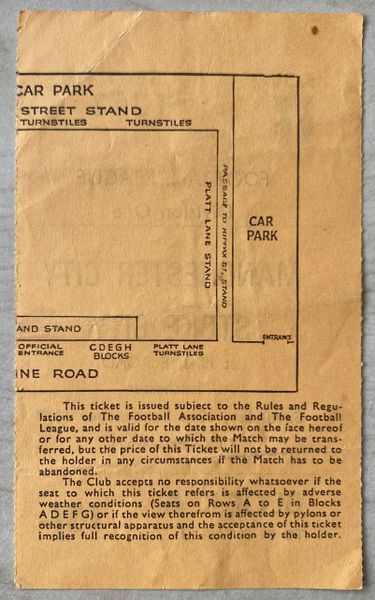 CAR PARK
STREET STAND
TURNSTILES TURNSTILES
PLATT LANE STAND
PASSAGE TO KIPPAX ST. STAND
CAR
PARK
ENTRANCE
AND STAND
OFFICIAL
ENTRANCE
CDEGH
BLOCKS
PLATT LANE
TURNSTILES
INE ROAD
This ticket is issued subject to the Rules and Regu-
lations of The Football Association and The Football
League, and is valid for the date shown on the face hereof
or for any other date to which the Match may be trans-
ferred, but the price of this Ticket will not be returned to
the holder in any circumstances if the Match has to be
abandoned.
The Club accepts no responsibility whatsoever if the
seat to which this ticket refers is affected by adverse
weather conditions (Seats on Rows A to E in Blocks
A D E F G) or if the view therefrom is affected by pylons or
other structural apparatus and the acceptance of this ticket
implies full recognition of this condition by the holder.